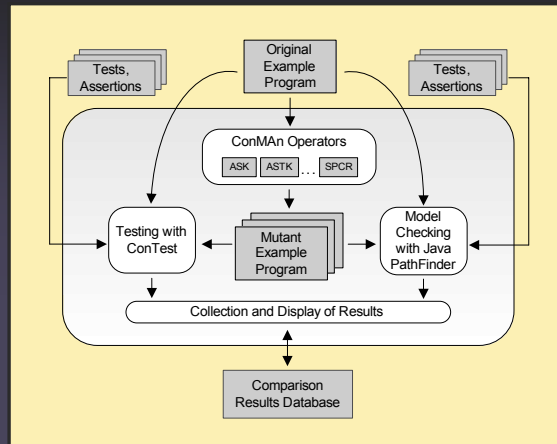 Tests,
Assertions
Original
Example
Program
Tests,
Assertions
ConMAn Operators
ASK
ASTK
...
SPCR
Testing with
ConTest
Mutant
Example
Program
Model
Checking
with Java
PathFinder
Collection and Display of Results
Comparison
Results Database